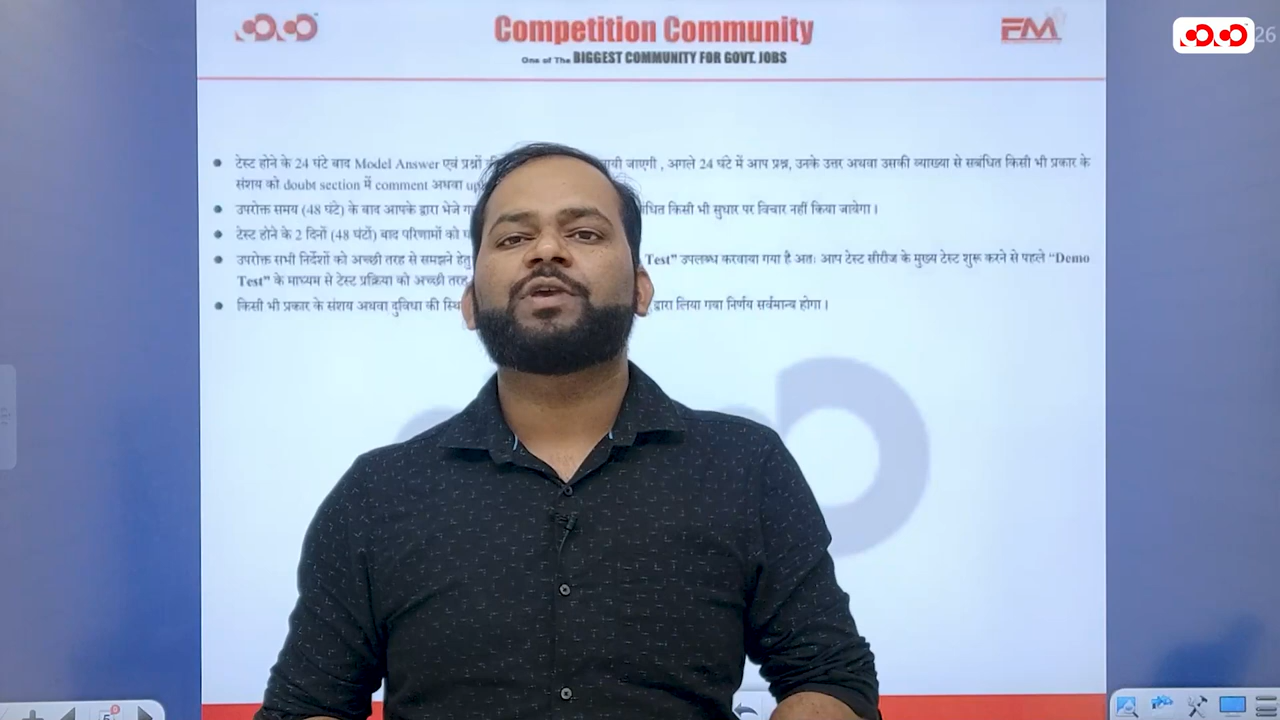 Competition Community
FM
26
One of The BIGGEST COMMUNITY FOR GOVT. JOBS
टेस्ट होने के 24 घंटे बाद Model Answer एवं प्रश्नों की जायेगी , अगले 24 घंटे में आप प्रश्न, उनके उत्तर अथवा उसकी व्याख्या से सबंधित किसी भी प्रकार के
संशय को doubt section में comment अथवा
उपरोक्त समय (48 घंटे) के बाद आपके द्वारा भेजे किसी भी सुधार पर विचार नहीं किया जायेगा।
टेस्ट होने के 2 दिनों (48 घंटों) बाद परिणामों को
उपरोक्त सभी निर्देशों को अच्छी तरह से समझने हेतु Test" उपलब्ध करवाया गया है अतः आप टेस्ट सीरीज के मुख्य टेस्ट शुरू करने से पहले "Demo
Test" के माध्यम से टेस्ट प्रक्रिया को अच्छी तरह
किसी भी प्रकार के संशय अथवा दुविधा की द्वारा लिया गया निर्णय सर्वमान्य होगा।